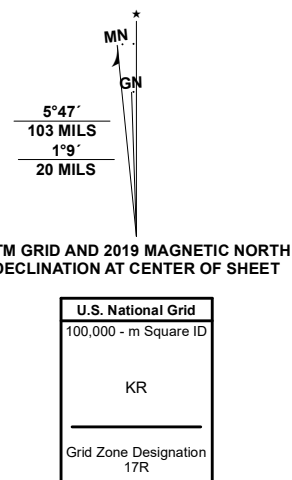 ★
MN
GN
5°47´
103 MILS
1°9´
20 MILS
TM GRID AND 2019 MAGNETIC NORTH
DECLINATION AT CENTER OF SHEET
U.S. National Grid
100,000 - m Square ID
KR
Grid Zone Designation
17R